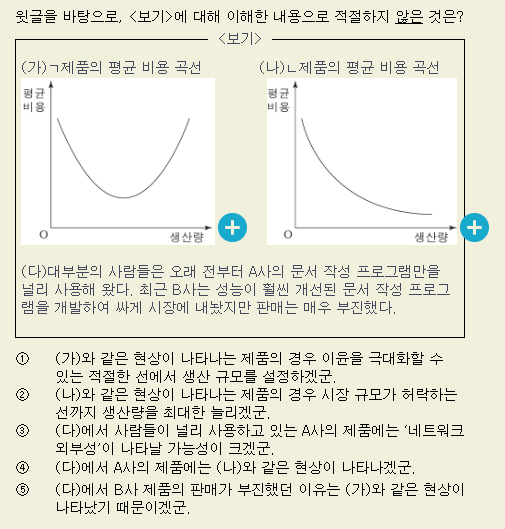 윗글을 바탕으로, <보기>에 대해 이해한 내용으로 적절하지 않은 것은?
<보기>
(가)ㄱ제품의 평균 비용 곡선
(나)ㄴ제품의 평균 비용 곡선
평균
비용
O
생산량
평균
비용
O
생산량
(다)대부분의 사람들은 오래 전부터 A사의 문서 작성 프로그램만을
널리 사용해 왔다. 최근 B사는 성능이 훨씬 개선된 문서 작성 프로그
램을 개발하여 싸게 시장에 내놨지만 판매는 매우 부진했다.
① (가)와 같은 현상이 나타나는 제품의 경우 이윤을 극대화할 수
있는 적절한 선에서 생산 규모를 설정하겠군.
② (나)와 같은 현상이 나타나는 제품의 경우 시장 규모가 허락하는
선까지 생산량을 최대한 늘리겠군.
③ (다)에서 사람들이 널리 사용하고 있는 A사의 제품에는 ‘네트워크
외부성’이 나타날 가능성이 크겠군.
④ (다)에서 A사의 제품에는 (나)와 같은 현상이 나타나겠군.
⑤ (다)에서 B사 제품의 판매가 부진했던 이유는 (가)와 같은 현상이
나타났기 때문이겠군.